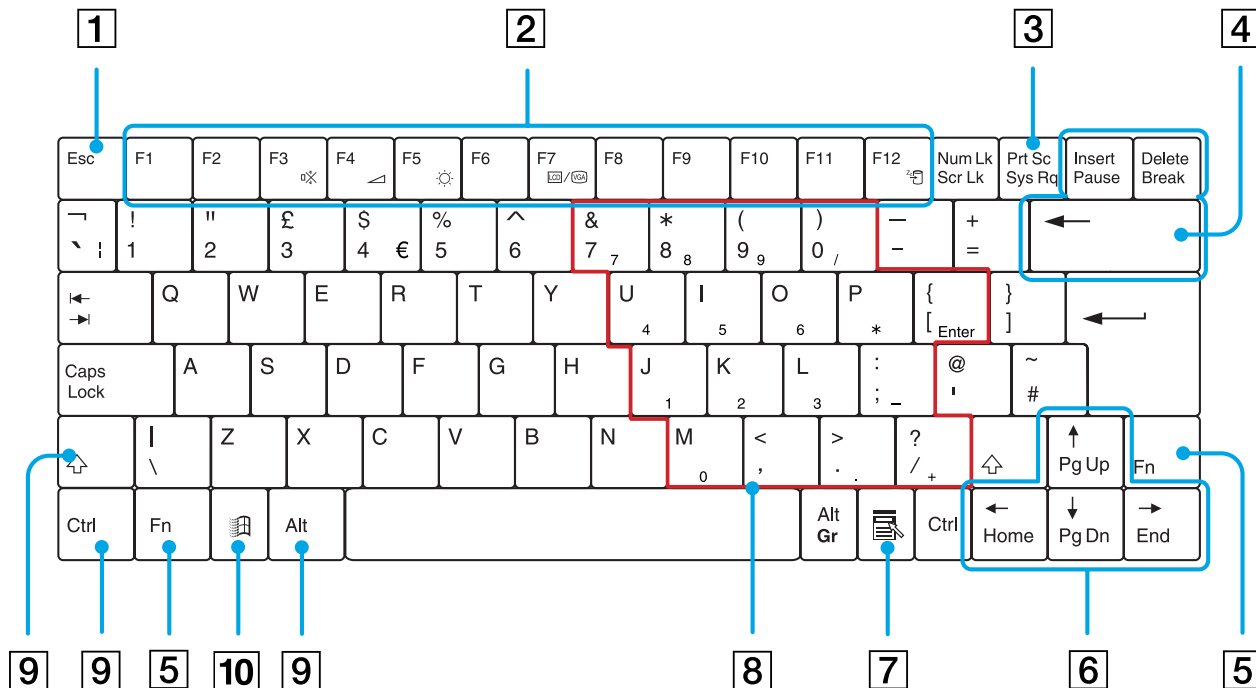 1 2 3 4
Esc F1 F2 F3 F4 F5 F6 F7 F8 F9 F10 F11 F12 Num Lk Prt Sc Insert Delete
LCD / VGA Zz Scr Lk Sys Rq Pause Break
¬ ! " £ $ % ^ & * ( ) — +
` ¦ 1 2 3 4 € 5 6 7 7 8 8 9 9 0 / - =
Q W E R T Y U I O P { }
4 5 6 * [ Enter ]
Caps Lock A S D F G H J K L : @ ~
1 2 3 ; - ' #
| Z X C V B N M < > ? ↑
\ 0 , . . / + Pg Up Fn
Ctrl Fn Alt Alt Gr Ctrl ← ↓ →
Home Pg Dn End
9 9 5 10 9 8 7 6 5